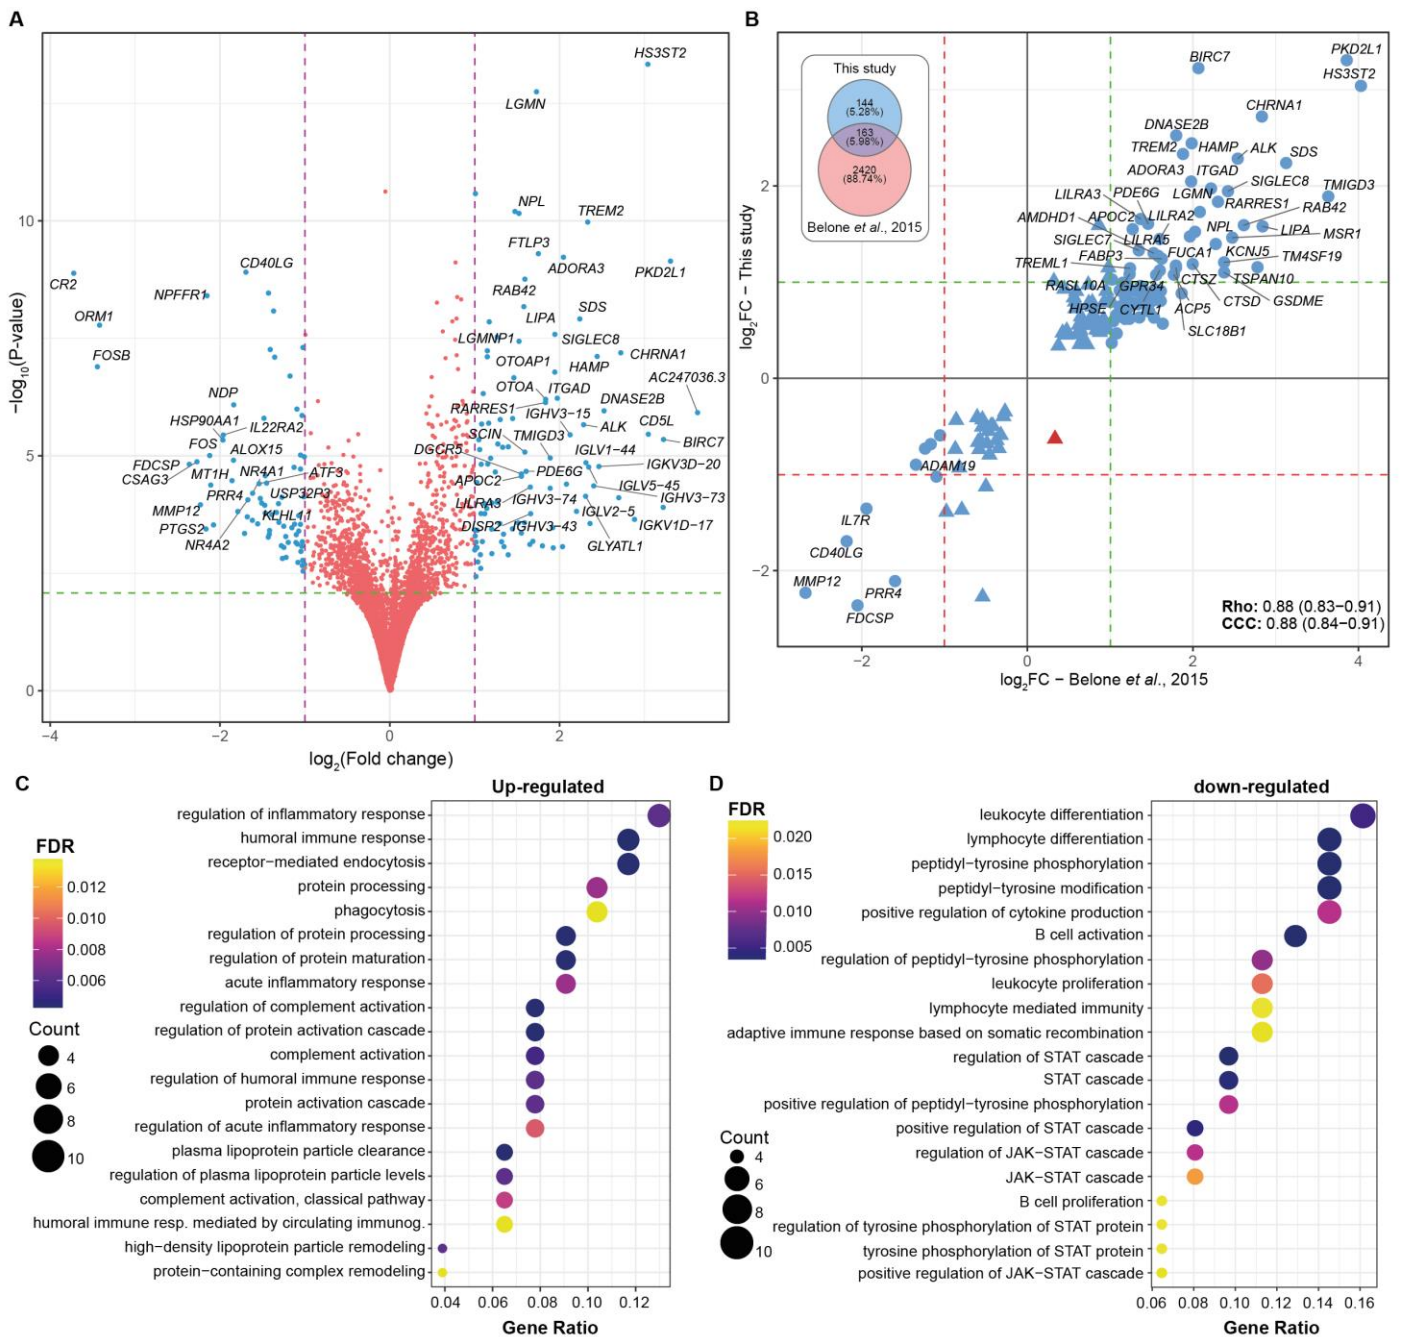 A
HS3ST2
LGMN
NPL
TREM2
FTLP3
CD40LG
ADORA3
PKD2L1
CR2
NPFFR1
RAB42
SDS
ORM1
LIPA
LGMNP1
SIGLEC8
FOSB
OTOAP1
HAMP
CHRNA1
AC247036.3
NDP
OTOA
ITGAD
DNASE2B
HSP90AA1
IL22RA2
RARRES1
IGHV3-15
ALK
CD5L
FOS
ALOX15
SCIN
TMIGD3
BIRC7
DGCR5
IGLV1-44
FDCSP
CSAG3
MT1H
NR4A1
ATF3
APOC2
PDE6G
IGKV3D-20
IGLV5-45
PRR4
USP32P3
LILRA3
IGHV3-74
IGHV3-73
MMP12
KLHL11
IGLV2-5
PTGS2
DISP2
IGHV3-43
IGKV1D-17
NR4A2
GLYATL1
10
5
0
−4
−2
0
2
−log10(P-value)
log2(Fold change)
B
This study
144
(5.28%)
163
(5.98%)
2420
(88.74%)
Belone et al., 2015
BIRC7
PKD2L1
HS3ST2
CHRNA1
DNASE2B
TREM2
HAMP
ALK
SDS
ADORA3
ITGAD
SIGLEC8
TMIGD3
LILRA3
PDE6G
LGMN
RARRES1
RAB42
AMDHD1
APOC2
LILRA2
NPL
LIPA
MSR1
SIGLEC7
LILRA5
FABP3
FUCA1
KCNJ5
TM4SF19
TREML1
CTSZ
TSPAN10
RASL10A
GPR34
CTSD
GSDME
HPSE
CYTL1
ACP5
SLC18B1
ADAM19
IL7R
CD40LG
MMP12
PRR4
FDCSP
Rho: 0.88 (0.83−0.91)
CCC: 0.88 (0.84−0.91)
2
0
−2
−2
0
2
4
log2FC − This study
log2FC − Belone et al., 2015
C
Up-regulated
FDR
0.012
0.010
0.008
0.006
Count
4
6
8
10
regulation of inflammatory response
humoral immune response
receptor-mediated endocytosis
protein processing
phagocytosis
regulation of protein processing
regulation of protein maturation
acute inflammatory response
regulation of complement activation
regulation of protein activation cascade
complement activation
regulation of humoral immune response
protein activation cascade
regulation of acute inflammatory response
plasma lipoprotein particle clearance
regulation of plasma lipoprotein particle levels
complement activation, classical pathway
humoral immune resp. mediated by circulating immunog.
high-density lipoprotein particle remodeling
protein-containing complex remodeling
0.04 0.06 0.08 0.10 0.12
Gene Ratio
D
down-regulated
FDR
0.020
0.015
0.010
0.005
Count
4
6
8
10
leukocyte differentiation
lymphocyte differentiation
peptidyl-tyrosine phosphorylation
peptidyl-tyrosine modification
positive regulation of cytokine production
B cell activation
regulation of peptidyl-tyrosine phosphorylation
leukocyte proliferation
lymphocyte mediated immunity
adaptive immune response based on somatic recombination
regulation of STAT cascade
STAT cascade
positive regulation of peptidyl-tyrosine phosphorylation
positive regulation of STAT cascade
regulation of JAK−STAT cascade
JAK−STAT cascade
B cell proliferation
regulation of tyrosine phosphorylation of STAT protein
tyrosine phosphorylation of STAT protein
positive regulation of JAK−STAT cascade
0.06 0.08 0.10 0.12 0.14 0.16
Gene Ratio